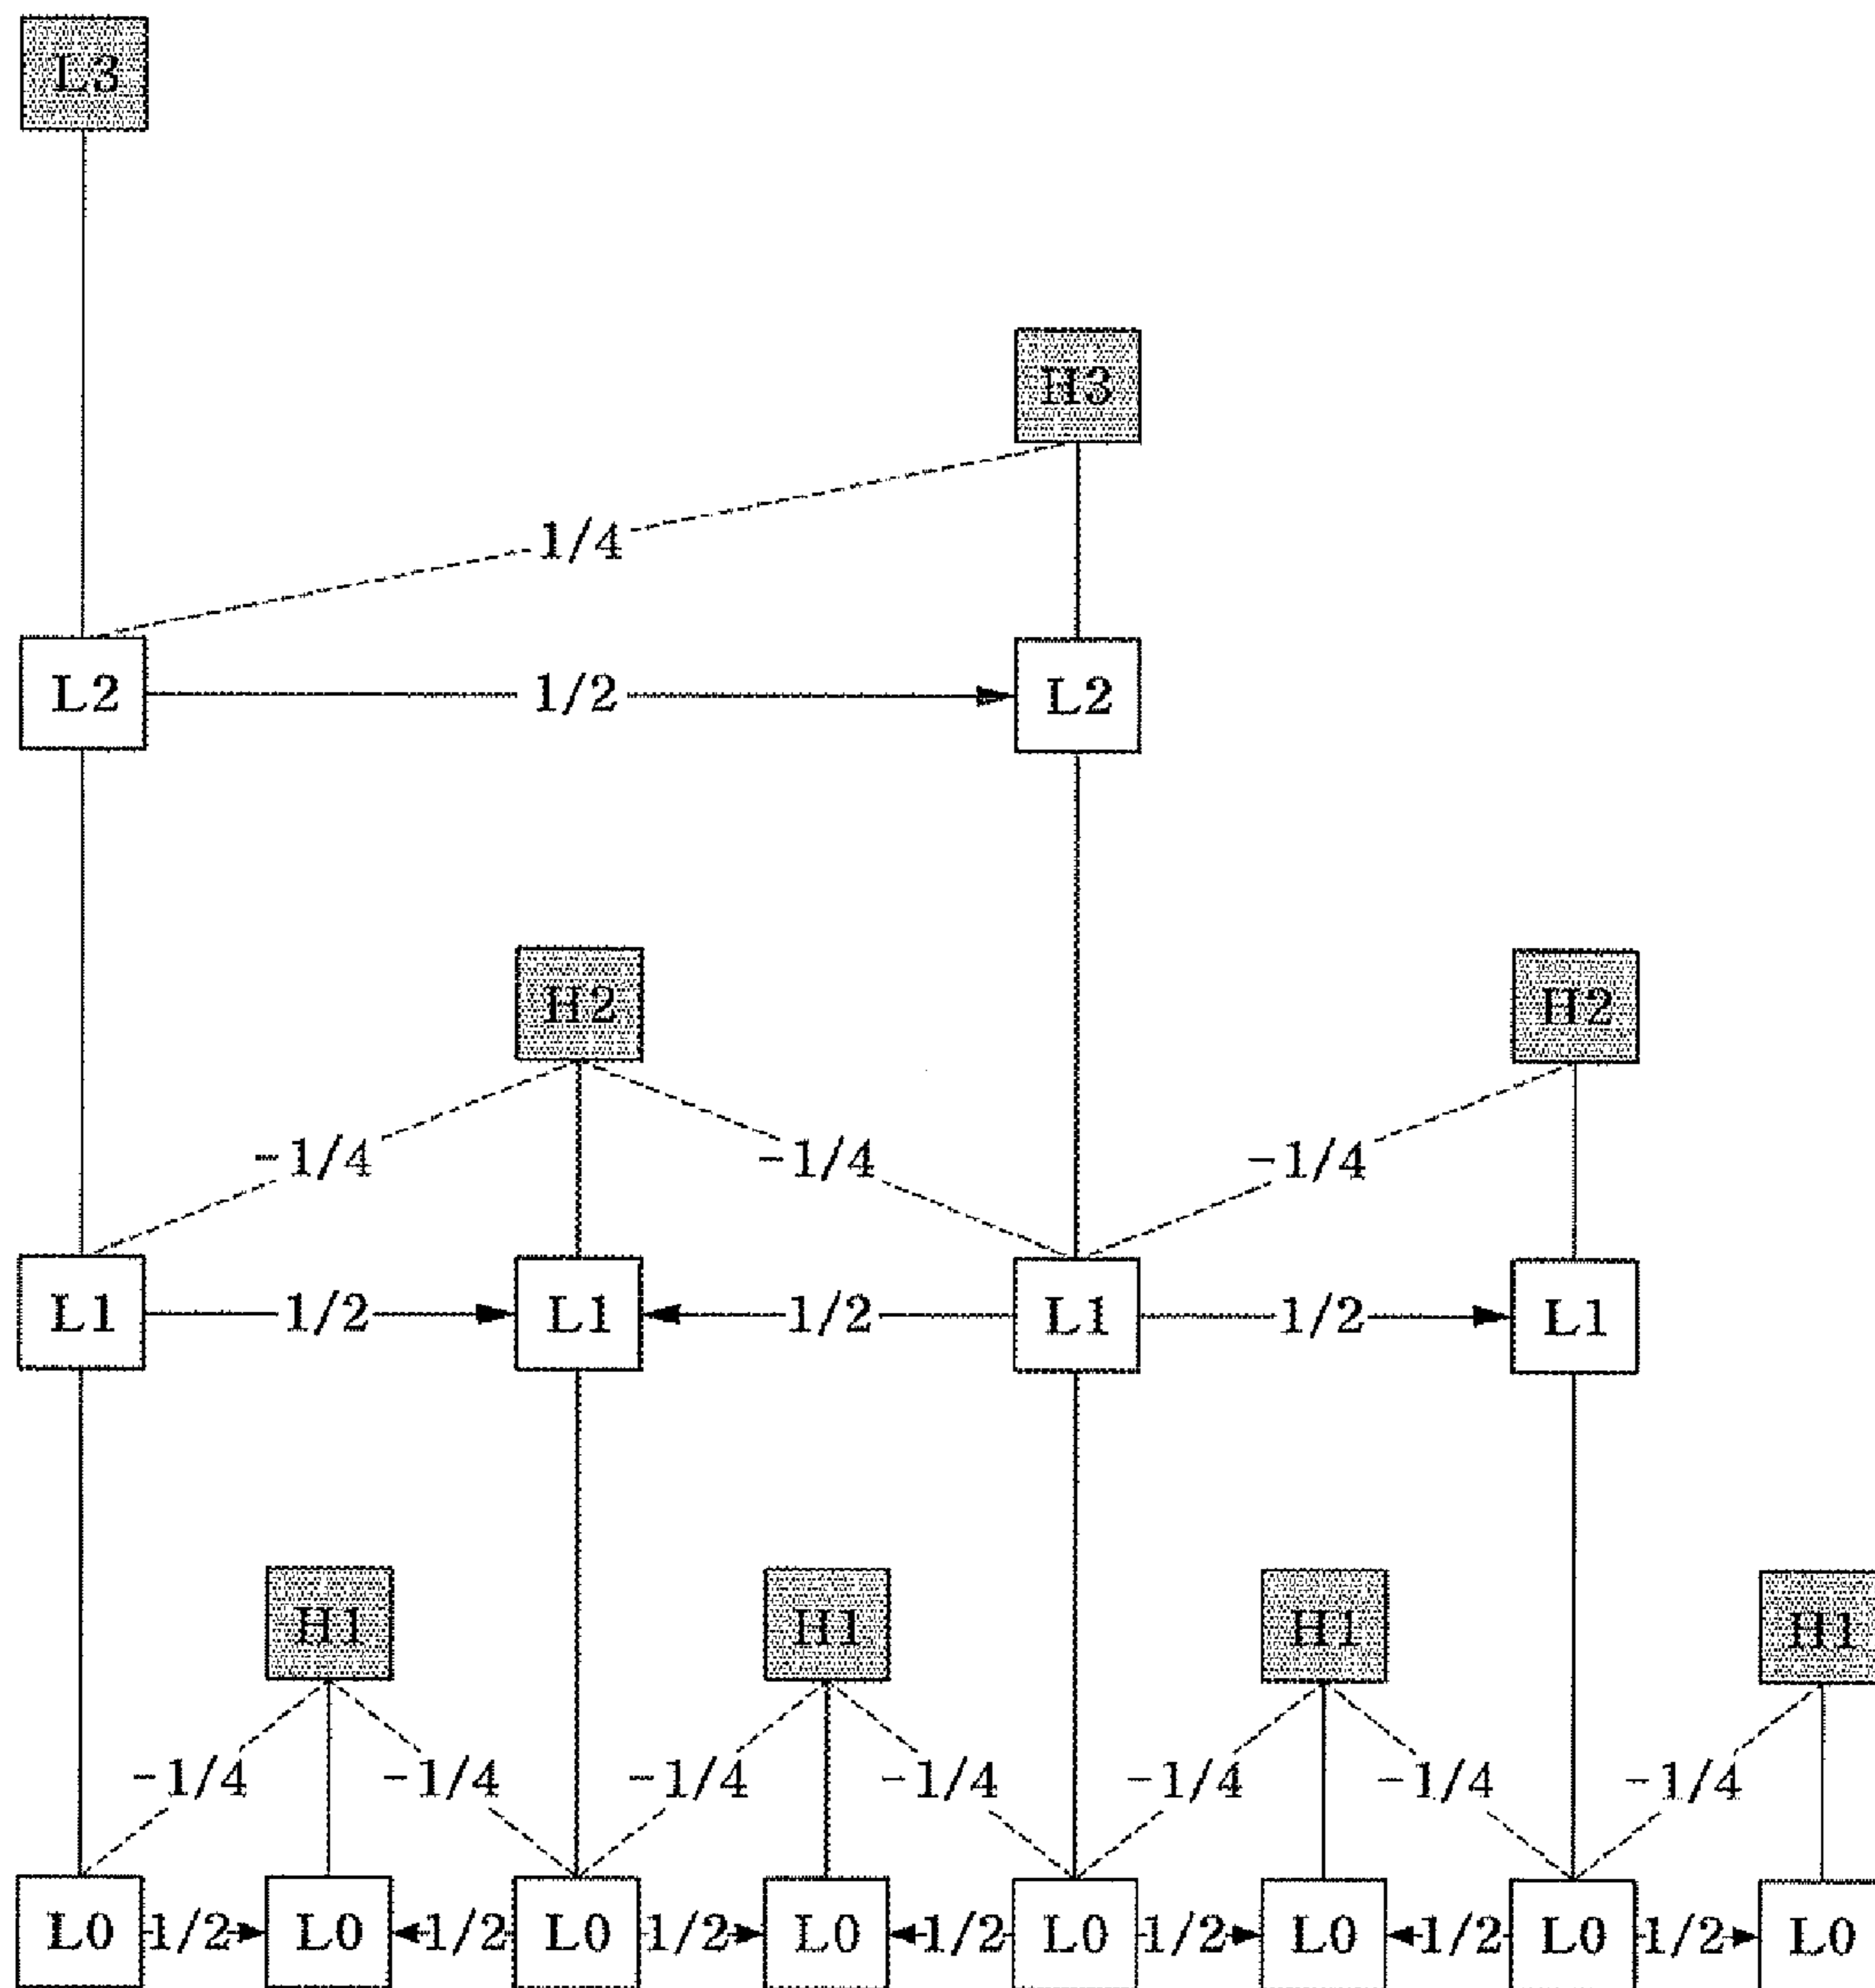 L3
H3
1/4
L2 1/2 L2
H2 H2
-1/4 -1/4 -1/4
L1 1/2 L1 1/2 L1 1/2 L1
H1 H1 H1 H1
-1/4 -1/4 -1/4 -1/4 -1/4 -1/4 -1/4
L0 1/2 L0 1/2 L0 1/2 L0 1/2 L0 1/2 L0 1/2 L0 1/2 L0